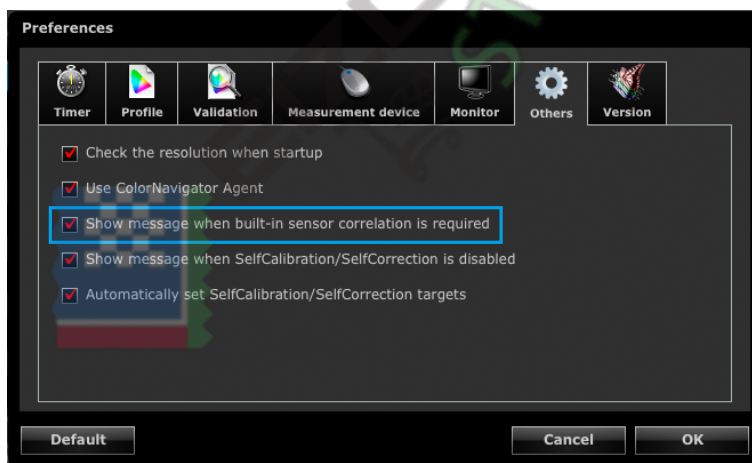 Preferences
Timer Profile Validation Measurement device Monitor Others Version
Check the resolution when startup
Use ColorNavigator Agent
Show message when built-in sensor correlation is required
Show message when SelfCalibration/SelfCorrection is disabled
Automatically set SelfCalibration/SelfCorrection targets
Default Cancel OK